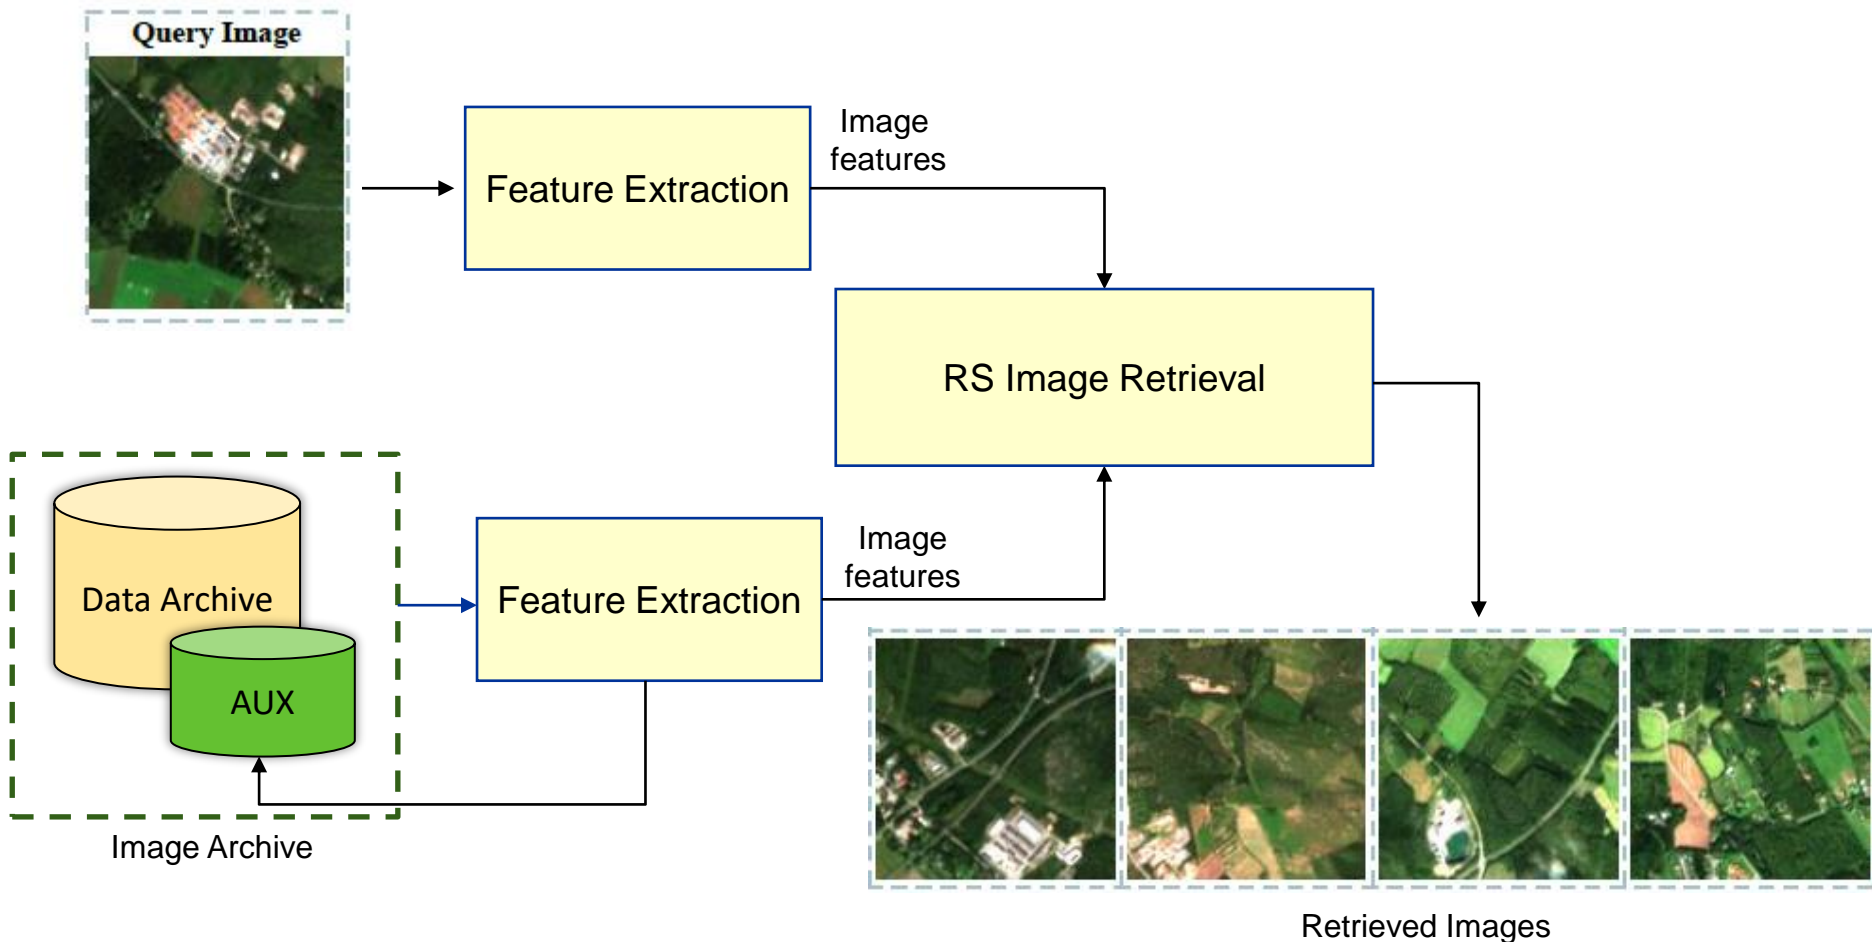 Query Image
Image
features
Feature Extraction
RS Image Retrieval
Data Archive
AUX
Image Archive
Feature Extraction
Image
features
Retrieved Images